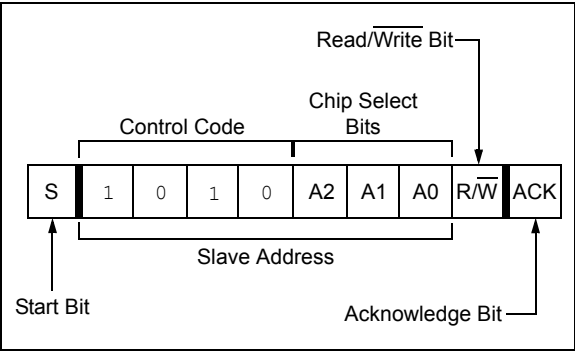 Read/Write Bit
Chip Select
Bits
Control Code
S 1 0 1 0 A2 A1 A0 R/W ACK
Slave Address
Start Bit
Acknowledge Bit